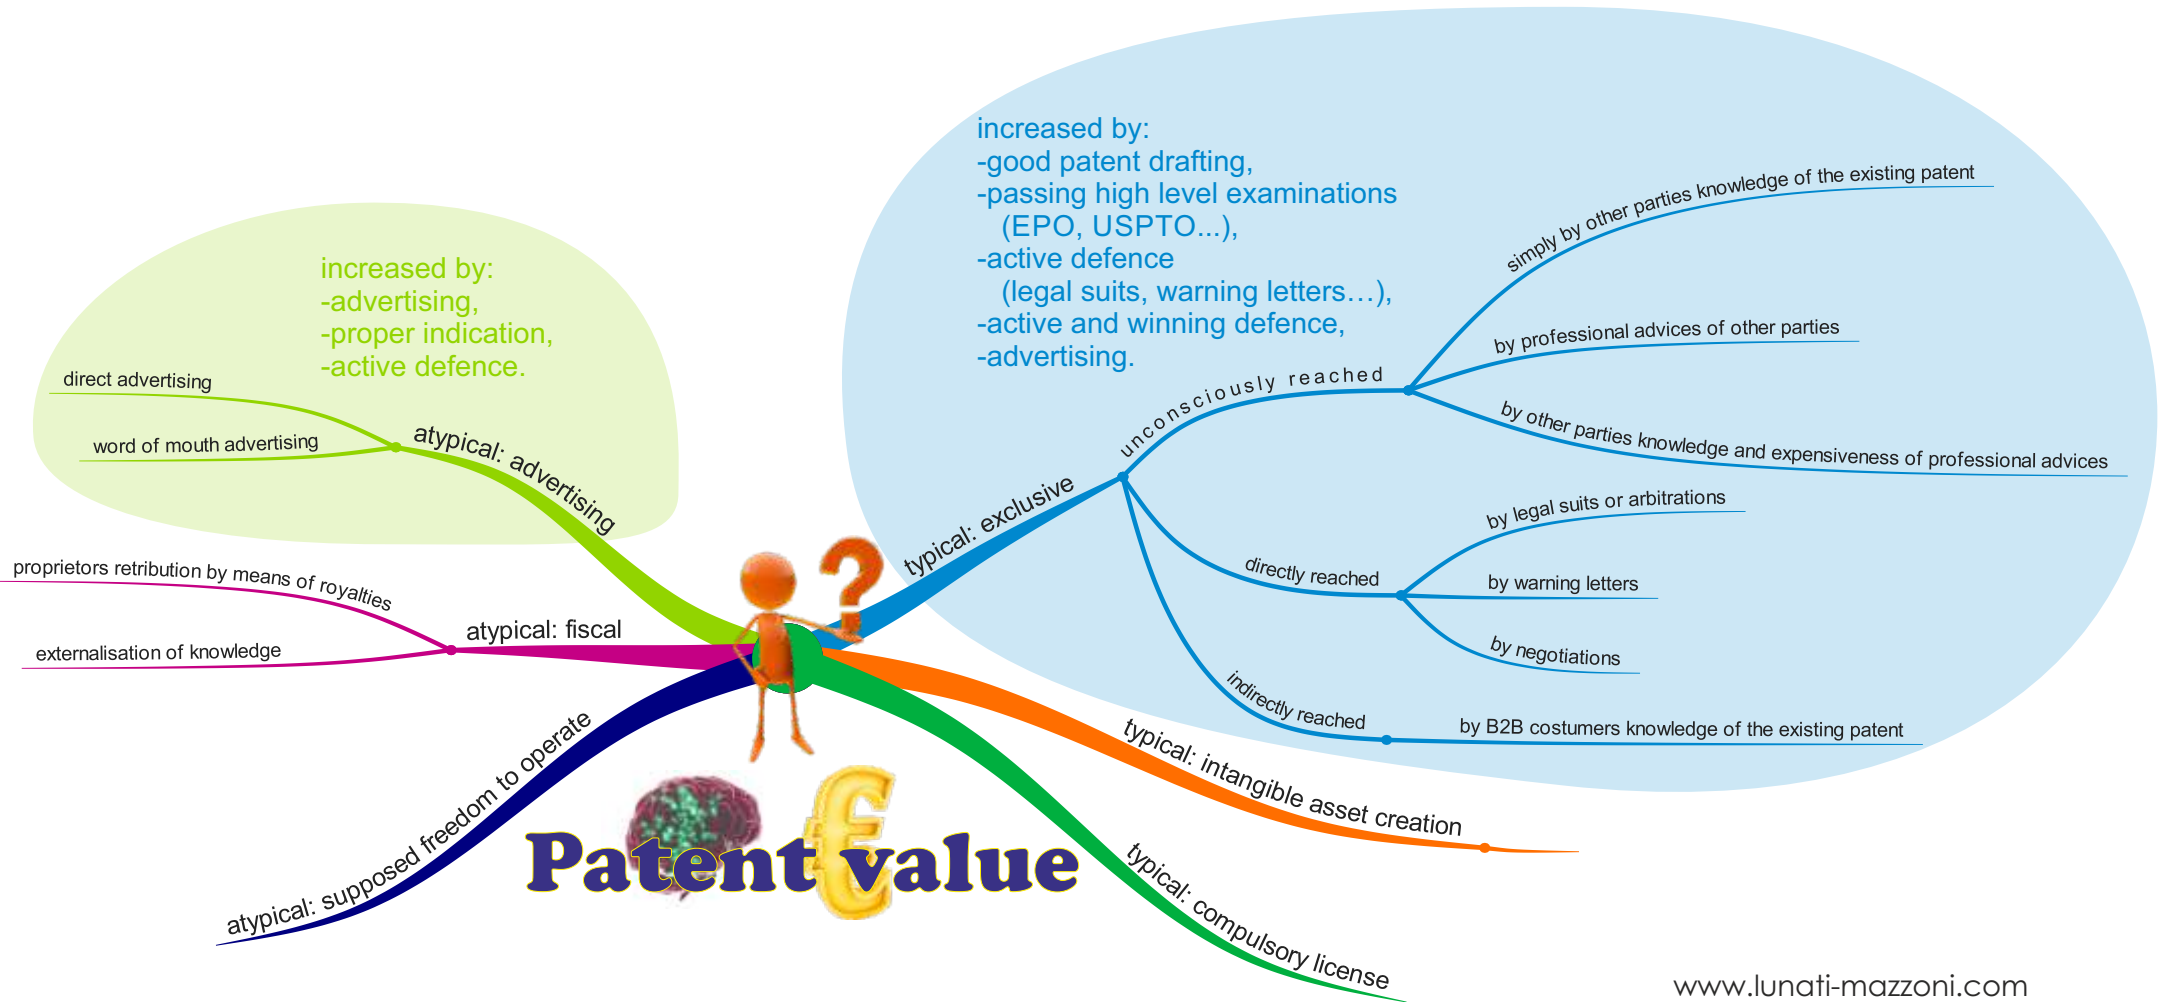 increased by:
-good patent drafting,
-passing high level examinations
(EPO, USPTO...),
-active defence
(legal suits, warning letters...),
-active and winning defence,
-advertising.
simply by other parties knowledge of the existing patent
by professional advices of other parties
by other parties knowledge and expensiveness of professional advices
unconsciously reached
typical: exclusive
directly reached
by legal suits or arbitrations
by warning letters
by negotiations
indirectly reached
by B2B costumers knowledge of the existing patent
increased by:
-advertising,
-proper indication,
-active defence.
direct advertising
word of mouth advertising
atypical: advertising
proprietors retribution by means of royalties
externalisation of knowledge
atypical: fiscal
?
atypical: supposed freedom to operate
typical: intangible asset creation
typical: compulsory license
€
Patent value
www.lunati-mazzoni.com